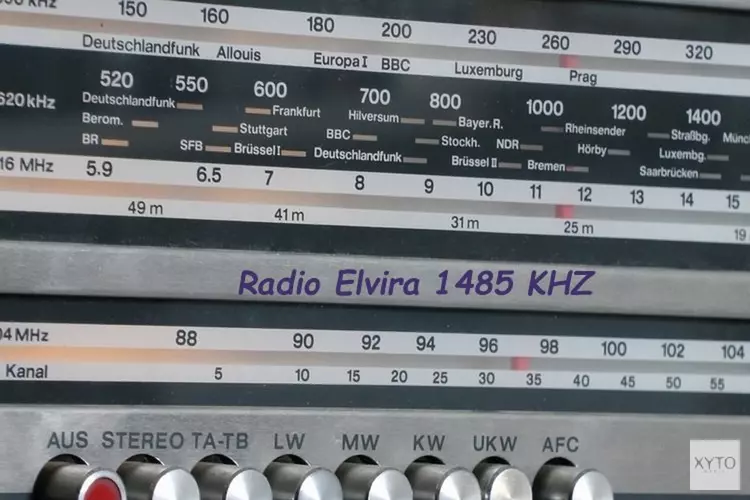 kHz 150 160 180 200 230 260 290 320
Deutschlandfunk Allouis Europa I BBC Luxemburg Prag
520 550 600 700 800 1000 1200 1400
620kHz Deutschlandfunk Frankfurt Hilversum Bayer.R. Rheinsender Straßbg.
Berom. Stuttgart BBC Stockh. NDR Hörby Luxembg.
BR SFB Brüssel I Deutschlandfunk Brüssel II Bremen Saarbrücken
16 MHz 5.9 6.5 7 8 9 10 11 12 13 14 15
49 m 41 m 31 m 25 m 19
Radio Elvira 1485 KHZ
04 MHz 88 90 92 94 96 98 100 102 104
Kanal 5 10 15 20 25 30 35 40 45 50 55
AUS STEREO TA-TB LW MW KW UKW AFC
XYTO